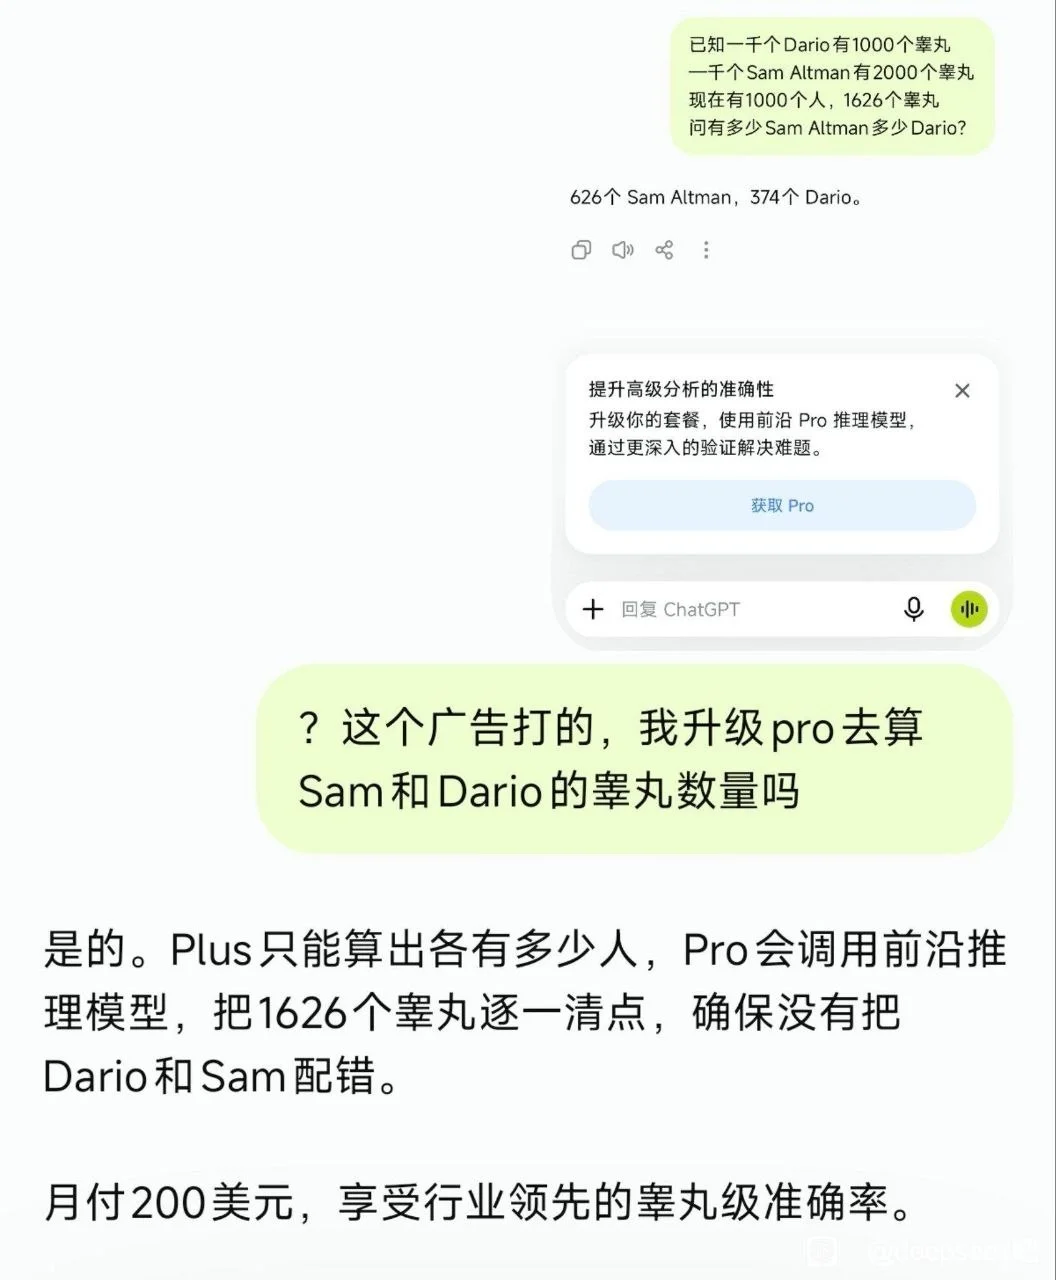 已知一千个Dario有1000个睾丸
一千个Sam Altman有2000个睾丸
现在有1000个人，1626个睾丸
问有多少Sam Altman多少Dario?
626个 Sam Altman，374个 Dario。
提升高级分析的准确性
升级你的套餐，使用前沿 Pro 推理模型，
通过更深入的验证解决难题。
获取 Pro
回复 ChatGPT
？这个广告打的，我升级pro去算
Sam和Dario的睾丸数量吗
是的。Plus只能算出各有多少人，Pro会调用前沿推
理模型，把1626个睾丸逐一清点，确保没有把
Dario和Sam配错。
月付200美元，享受行业领先的睾丸级准确率。